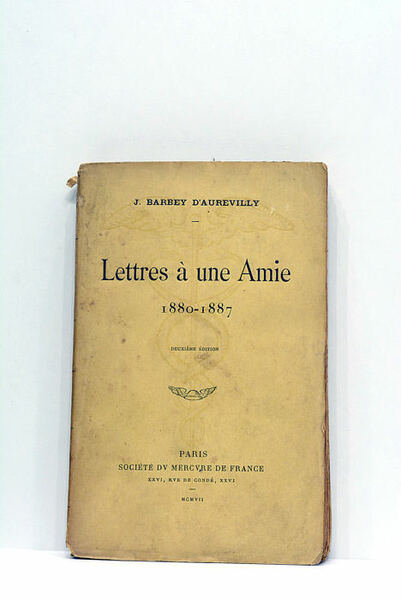 J. BARBEY D'AUREVILLY
Lettres à une Amie
1880-1887
DEUXIÈME ÉDITION
PARIS
SOCIÉTÉ DV MERCVRE DE FRANCE
XXVI, RVE DE CONDÉ, XXVI
MCMVII